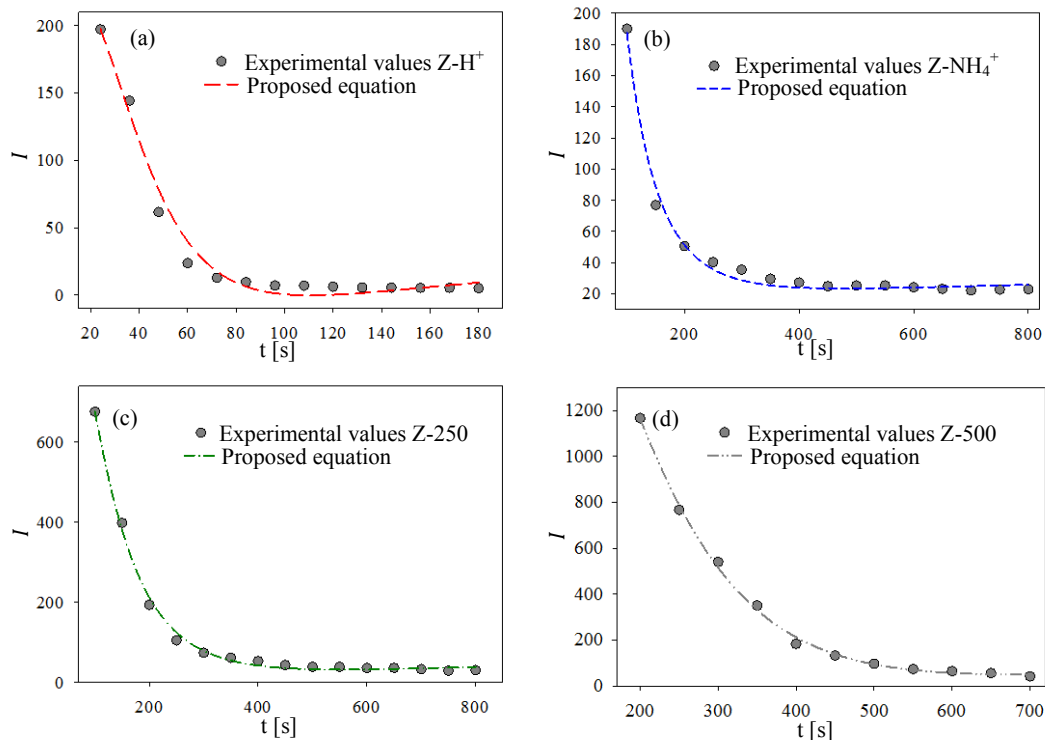 (a)
Experimental values Z-H⁺
Proposed equation
200
150
100
50
0
I
20 40 60 80 100 120 140 160 180
t [s]
(b)
Experimental values Z-NH₄⁺
Proposed equation
200
180
160
140
120
100
80
60
40
20
I
200 400 600 800
t [s]
(c)
Experimental values Z-250
Proposed equation
600
400
200
0
I
200 400 600 800
t [s]
(d)
Experimental values Z-500
Proposed equation
1200
1000
800
600
400
200
0
I
200 300 400 500 600 700
t [s]